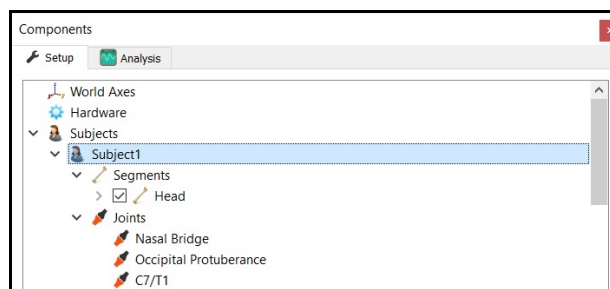 Components
Setup Analysis
World Axes
Hardware
Subjects
Subject1
Segments
Head
Joints
Nasal Bridge
Occipital Protuberance
C7/T1